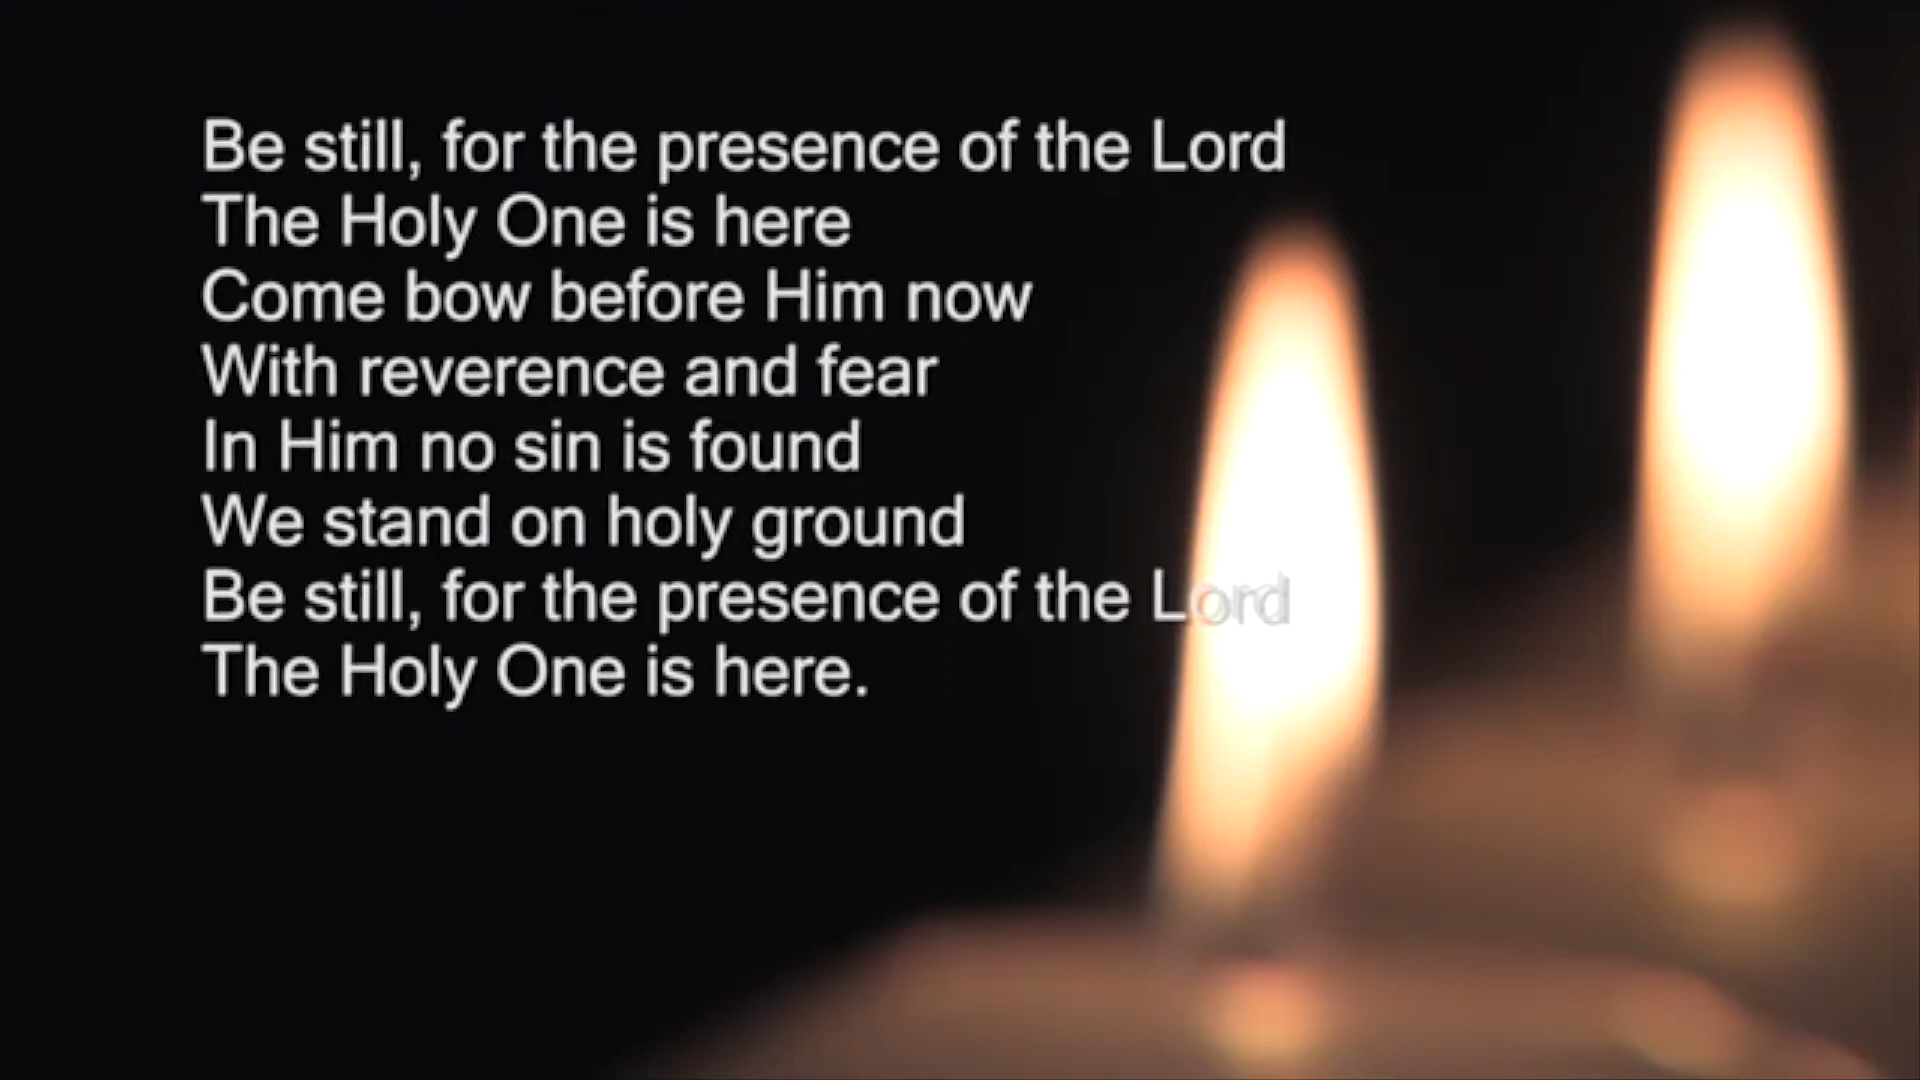 Be still, for the presence of the Lord
The Holy One is here
Come bow before Him now
With reverence and fear
In Him no sin is found
We stand on holy ground
Be still, for the presence of the Lord
The Holy One is here.